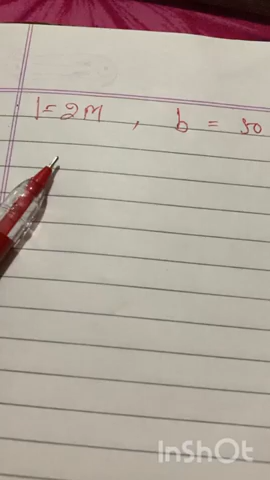 l = 2m , b = 50
InShOt